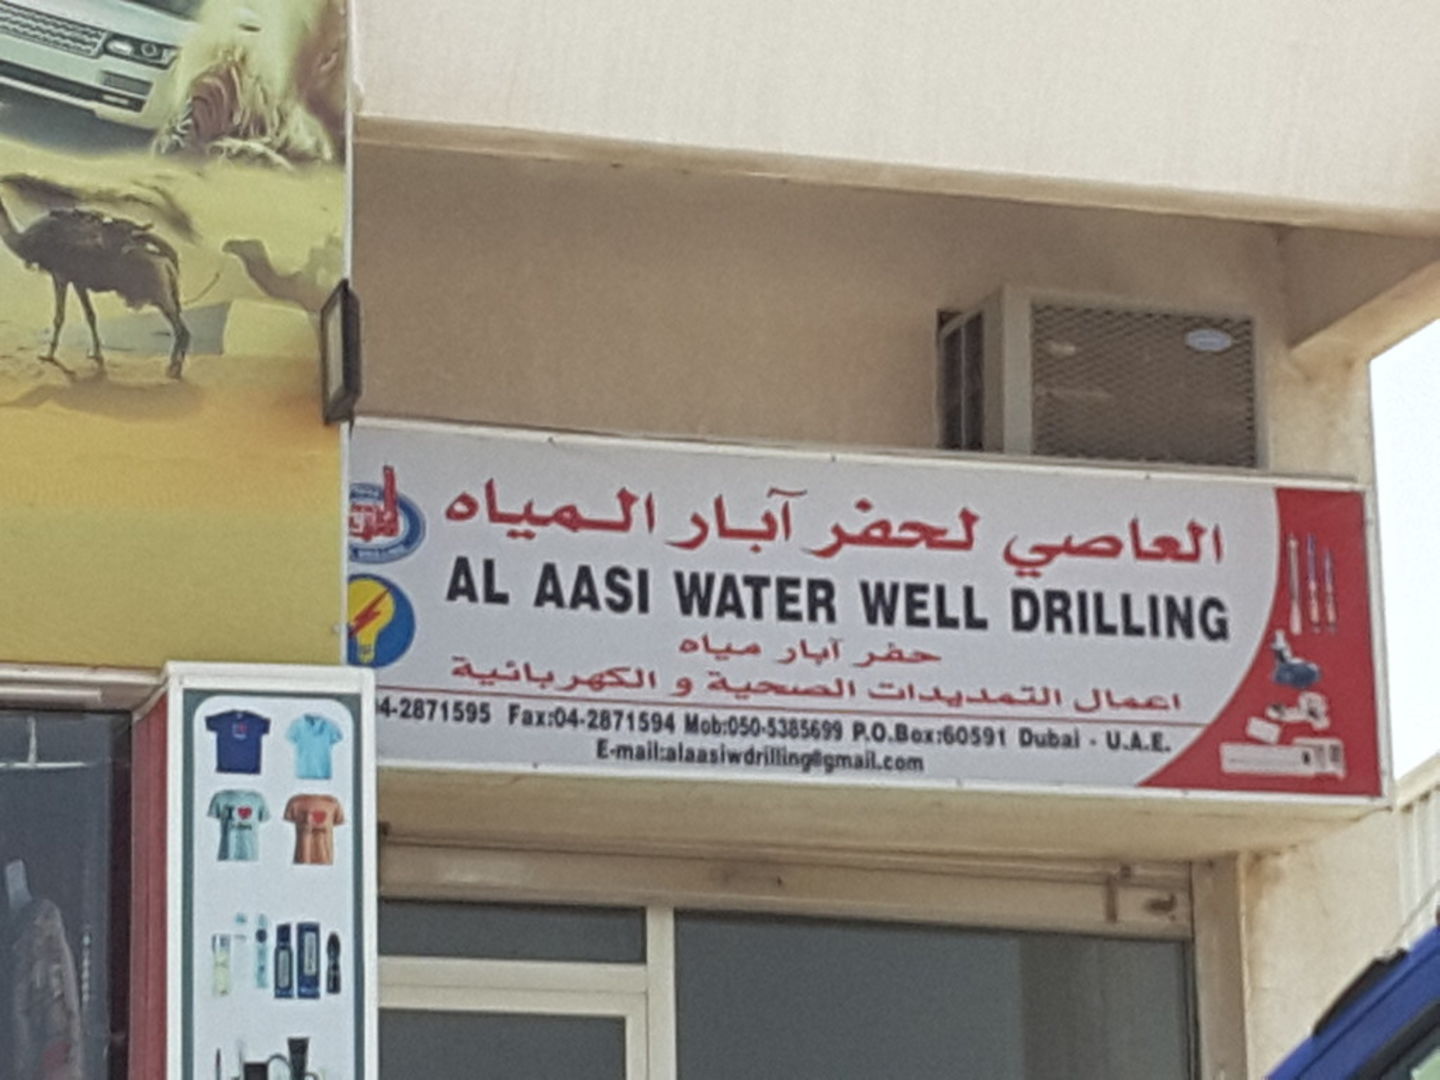 العاصي لحفر آبار المياه
AL AASI WATER WELL DRILLING
حفر آبار مياه
اعمال التمديدات الصحية و الكهربائية
04-2871595 Fax:04-2871594 Mob:050-5385699 P.O.Box:60591 Dubai - U.A.E.
E-mail:alaasiwdrilling@gmail.com